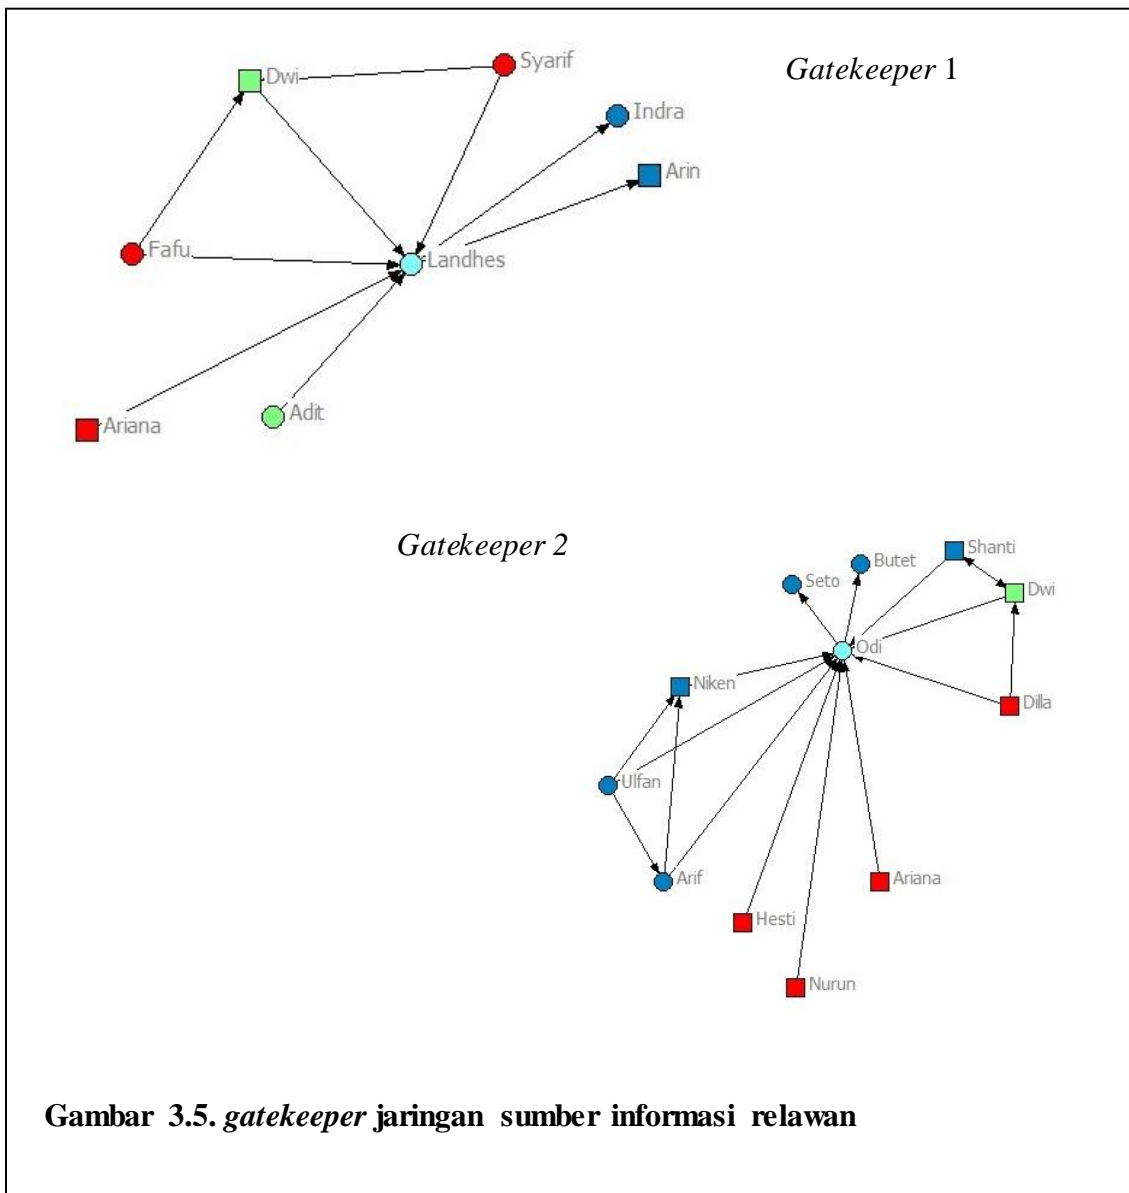 Gatekeeper 1
Syarif
Dwi
Indra
Arin
Fafu
Landhes
Adit
Ariana
Gatekeeper 2
Shanti
Butet
Seto
Dwi
Odi
Niken
Dilla
Ulfan
Arif
Ariana
Hesti
Nurun
Gambar 3.5. gatekeeper jaringan sumber informasi relawan